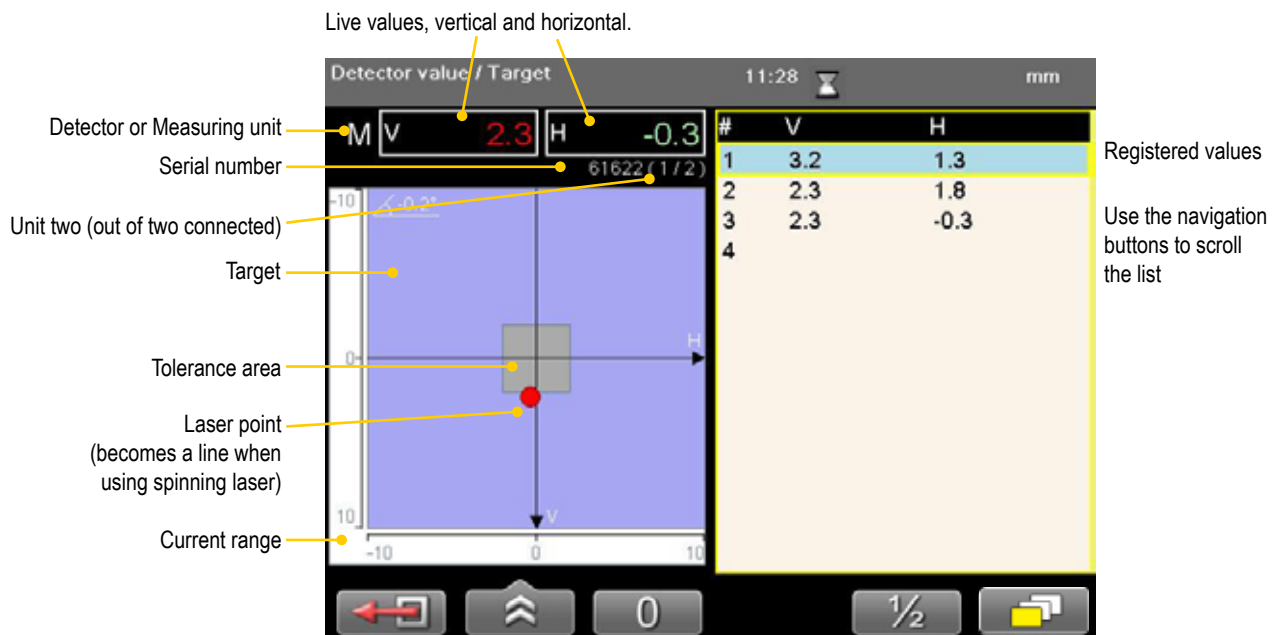 Live values, vertical and horizontal.
Detector value / Target
11:28
mm
Detector or Measuring unit
M
V
2.3
H
-0.3
Serial number
61622 ( 1 / 2 )
Unit two (out of two connected)
-10
-0.2°
Target
H
0
Tolerance area
Laser point
(becomes a line when
using spinning laser)
10
V
Current range
-10 0 10
# V H
1 3.2 1.3
2 2.3 1.8
3 2.3 -0.3
4
Registered values
Use the navigation
buttons to scroll
the list
0
½